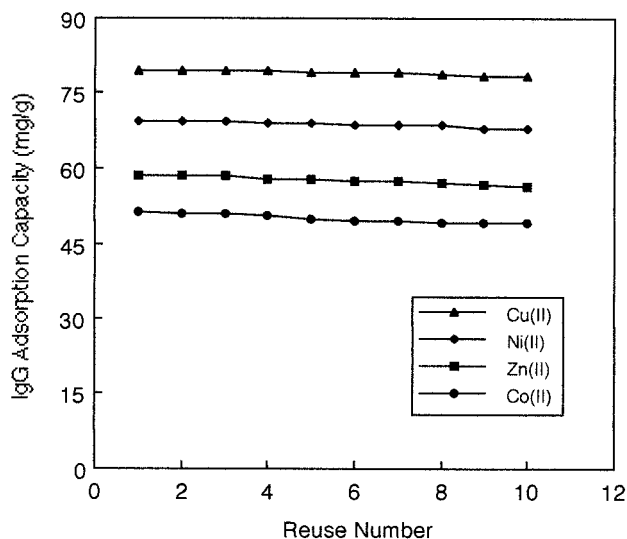 90
75
60
45
30
15
0
IgG Adsorption Capacity (mg/g)
Cu(II)
Ni(II)
Zn(II)
Co(II)
0 2 4 6 8 10 12
Reuse Number